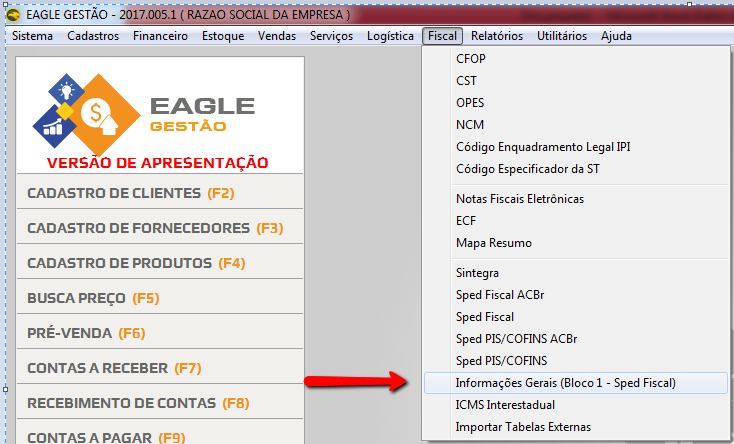 EAGLE GESTÃO - 2017.005.1 ( RAZAO SOCIAL DA EMPRESA )
Sistema Cadastros Financeiro Estoque Vendas Serviços Logística Fiscal Relatórios Utilitários Ajuda
EAGLE
GESTÃO
VERSÃO DE APRESENTAÇÃO
CADASTRO DE CLIENTES (F2)
CADASTRO DE FORNECEDORES (F3)
CADASTRO DE PRODUTOS (F4)
BUSCA PREÇO (F5)
PRÉ-VENDA (F6)
CONTAS A RECEBER (F7)
RECEBIMENTO DE CONTAS (F8)
CONTAS A PAGAR (F9)
CFOP
CST
OPES
NCM
Código Enquadramento Legal IPI
Código Especificador da ST
Notas Fiscais Eletrônicas
ECF
Mapa Resumo
Sintegra
Sped Fiscal ACBr
Sped Fiscal
Sped PIS/COFINS ACBr
Sped PIS/COFINS
Informações Gerais (Bloco 1 - Sped Fiscal)
ICMS Interestadual
Importar Tabelas Externas